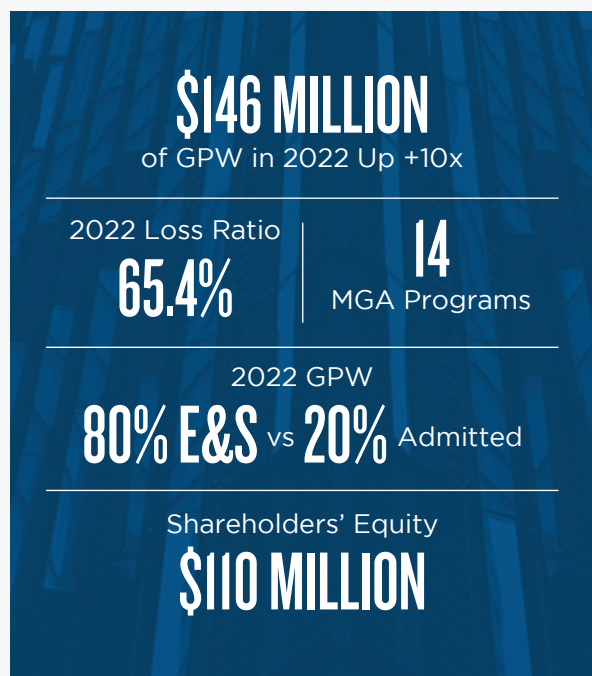 $146 MILLION
of GPW in 2022 Up +10x
2022 Loss Ratio
65.4%
14
MGA Programs
2022 GPW
80% E&S vs 20% Admitted
Shareholders’ Equity
$110 MILLION